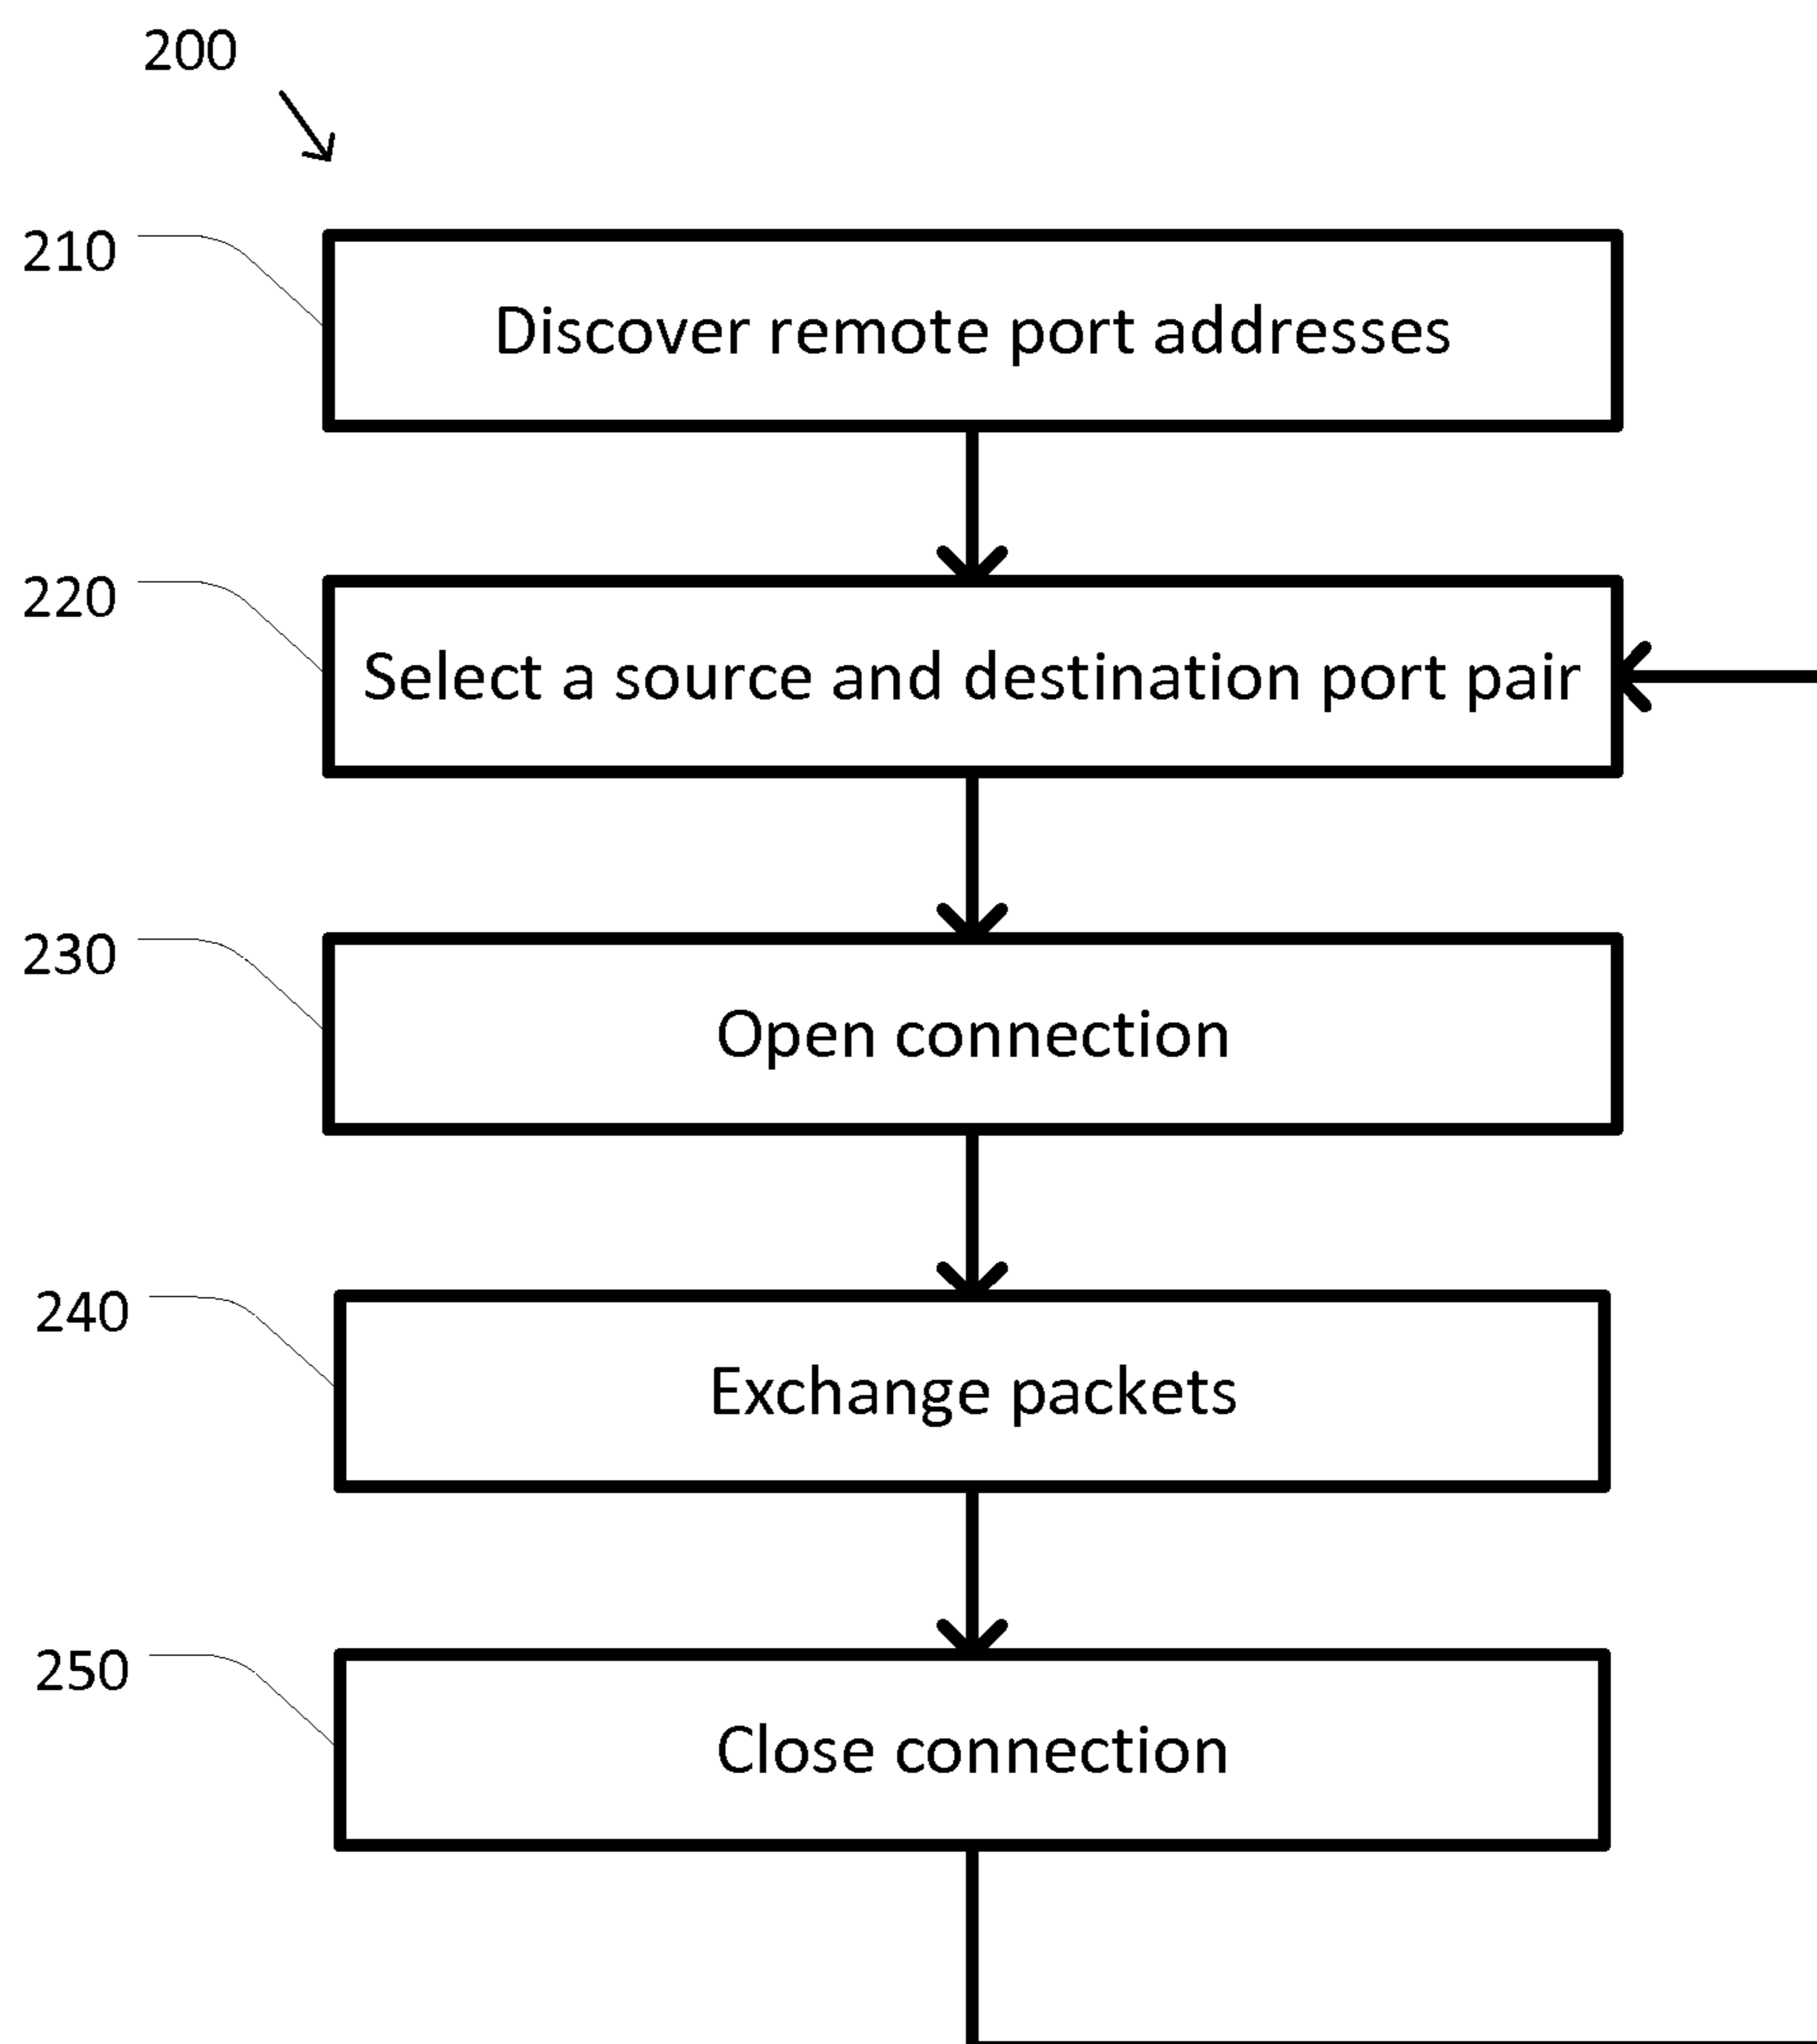 200
210
Discover remote port addresses
220
Select a source and destination port pair
230
Open connection
240
Exchange packets
250
Close connection